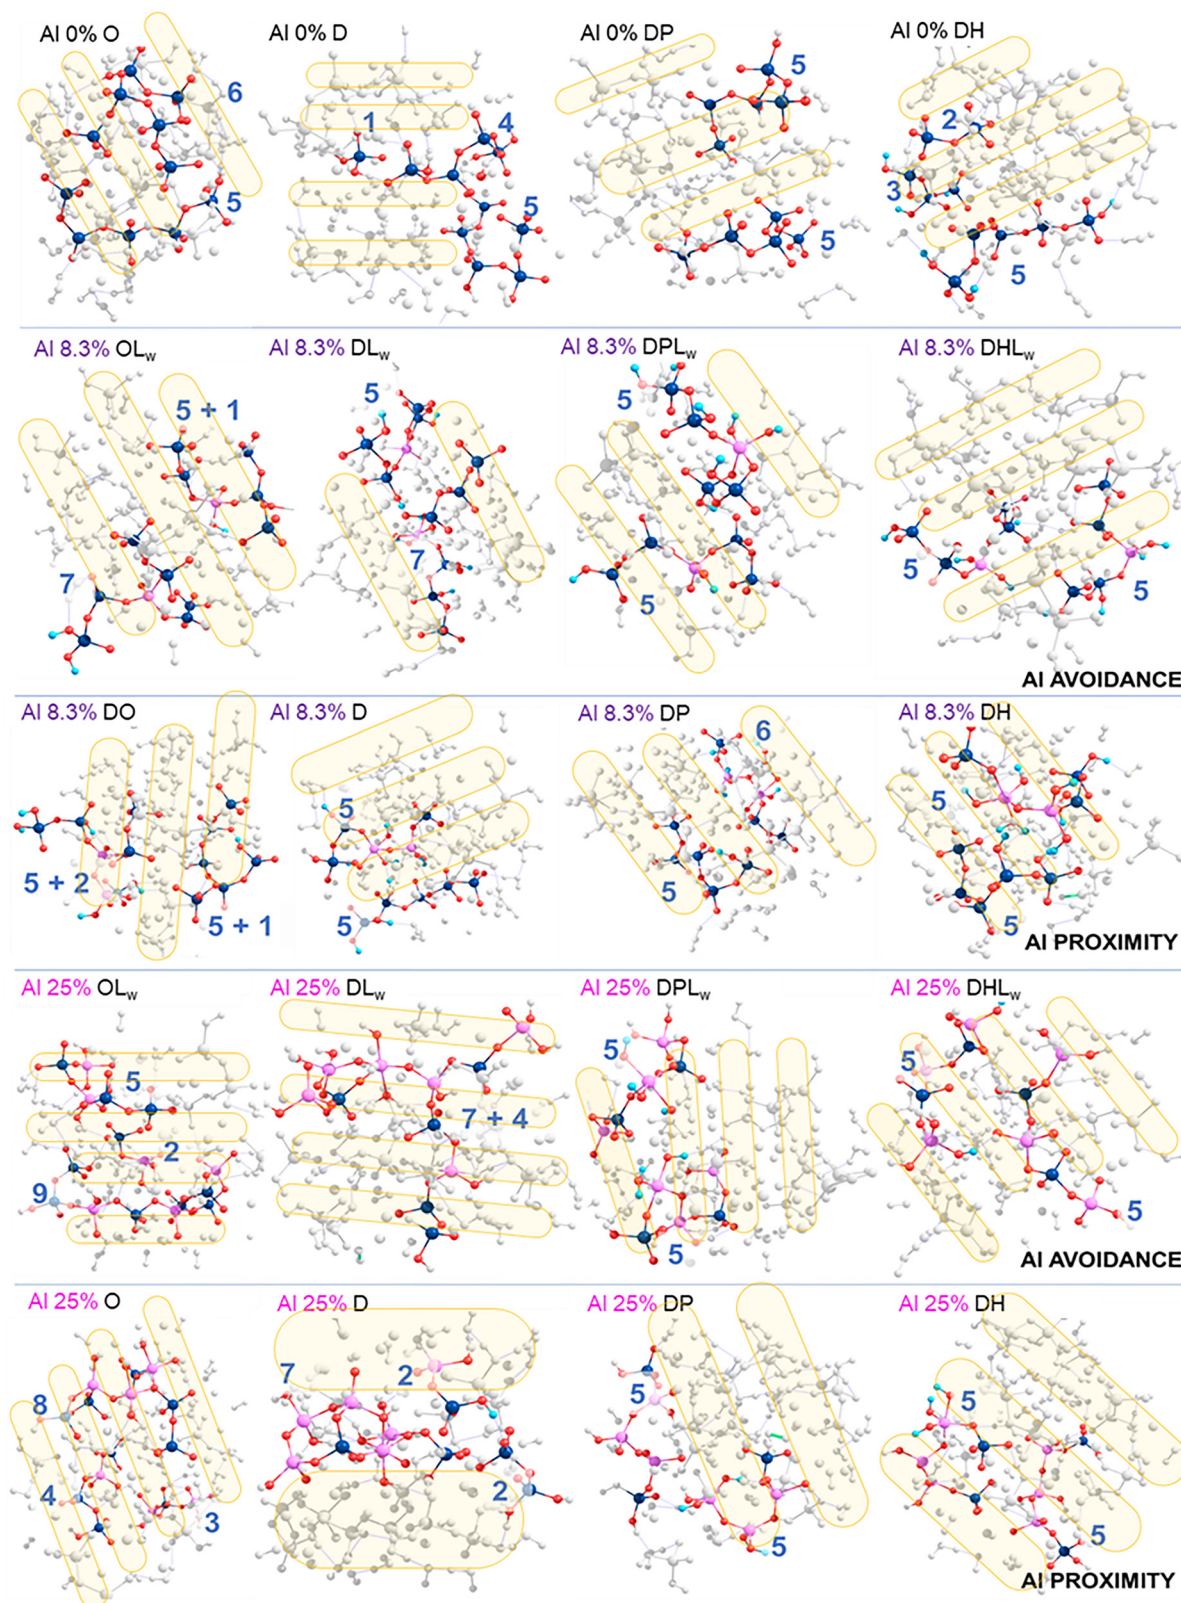 Al 0% O
Al 0% D
Al 0% DP
Al 0% DH
6
5
1
4
5
5
5
2
3
5
Al 8.3% OLw
Al 8.3% DLw
Al 8.3% DPLw
Al 8.3% DHLw
5 + 1
7
5
7
5
5
5
5
Al AVOIDANCE
Al 8.3% DO
Al 8.3% D
Al 8.3% DP
Al 8.3% DH
5 + 2
5 + 1
5
5
6
5
5
5
Al PROXIMITY
Al 25% OLw
Al 25% DLw
Al 25% DPLw
Al 25% DHLw
5
2
9
7 + 4
5
5
5
5
Al AVOIDANCE
Al 25% O
Al 25% D
Al 25% DP
Al 25% DH
8
4
3
7
2
2
5
5
5
5
Al PROXIMITY